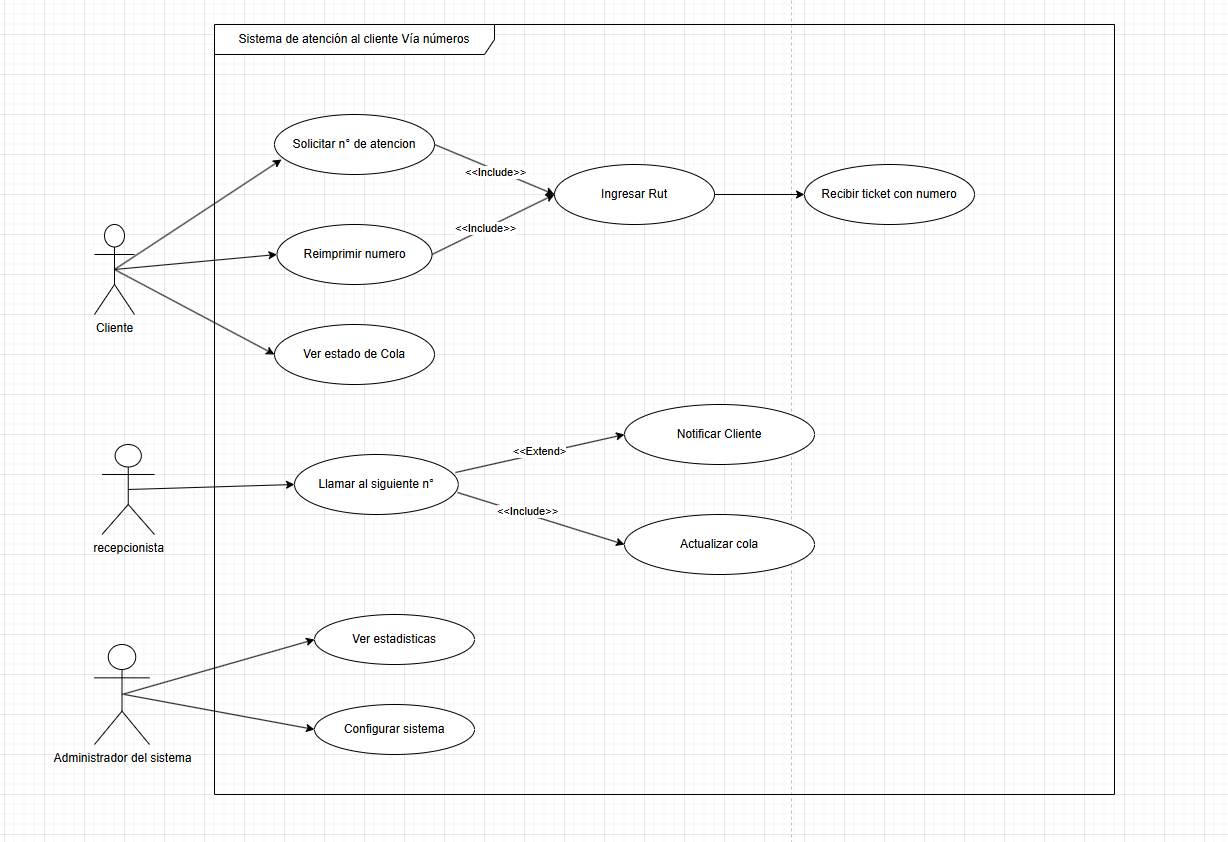 Sistema de atención al cliente Vía números
Solicitar n° de atencion
<<Include>>
Ingresar Rut
Recibir ticket con numero
<<Include>>
Reimprimir numero
Cliente
Ver estado de Cola
Notificar Cliente
<<Extend>
Llamar al siguiente n°
<<Include>>
Actualizar cola
recepcionista
Ver estadisticas
Configurar sistema
Administrador del sistema